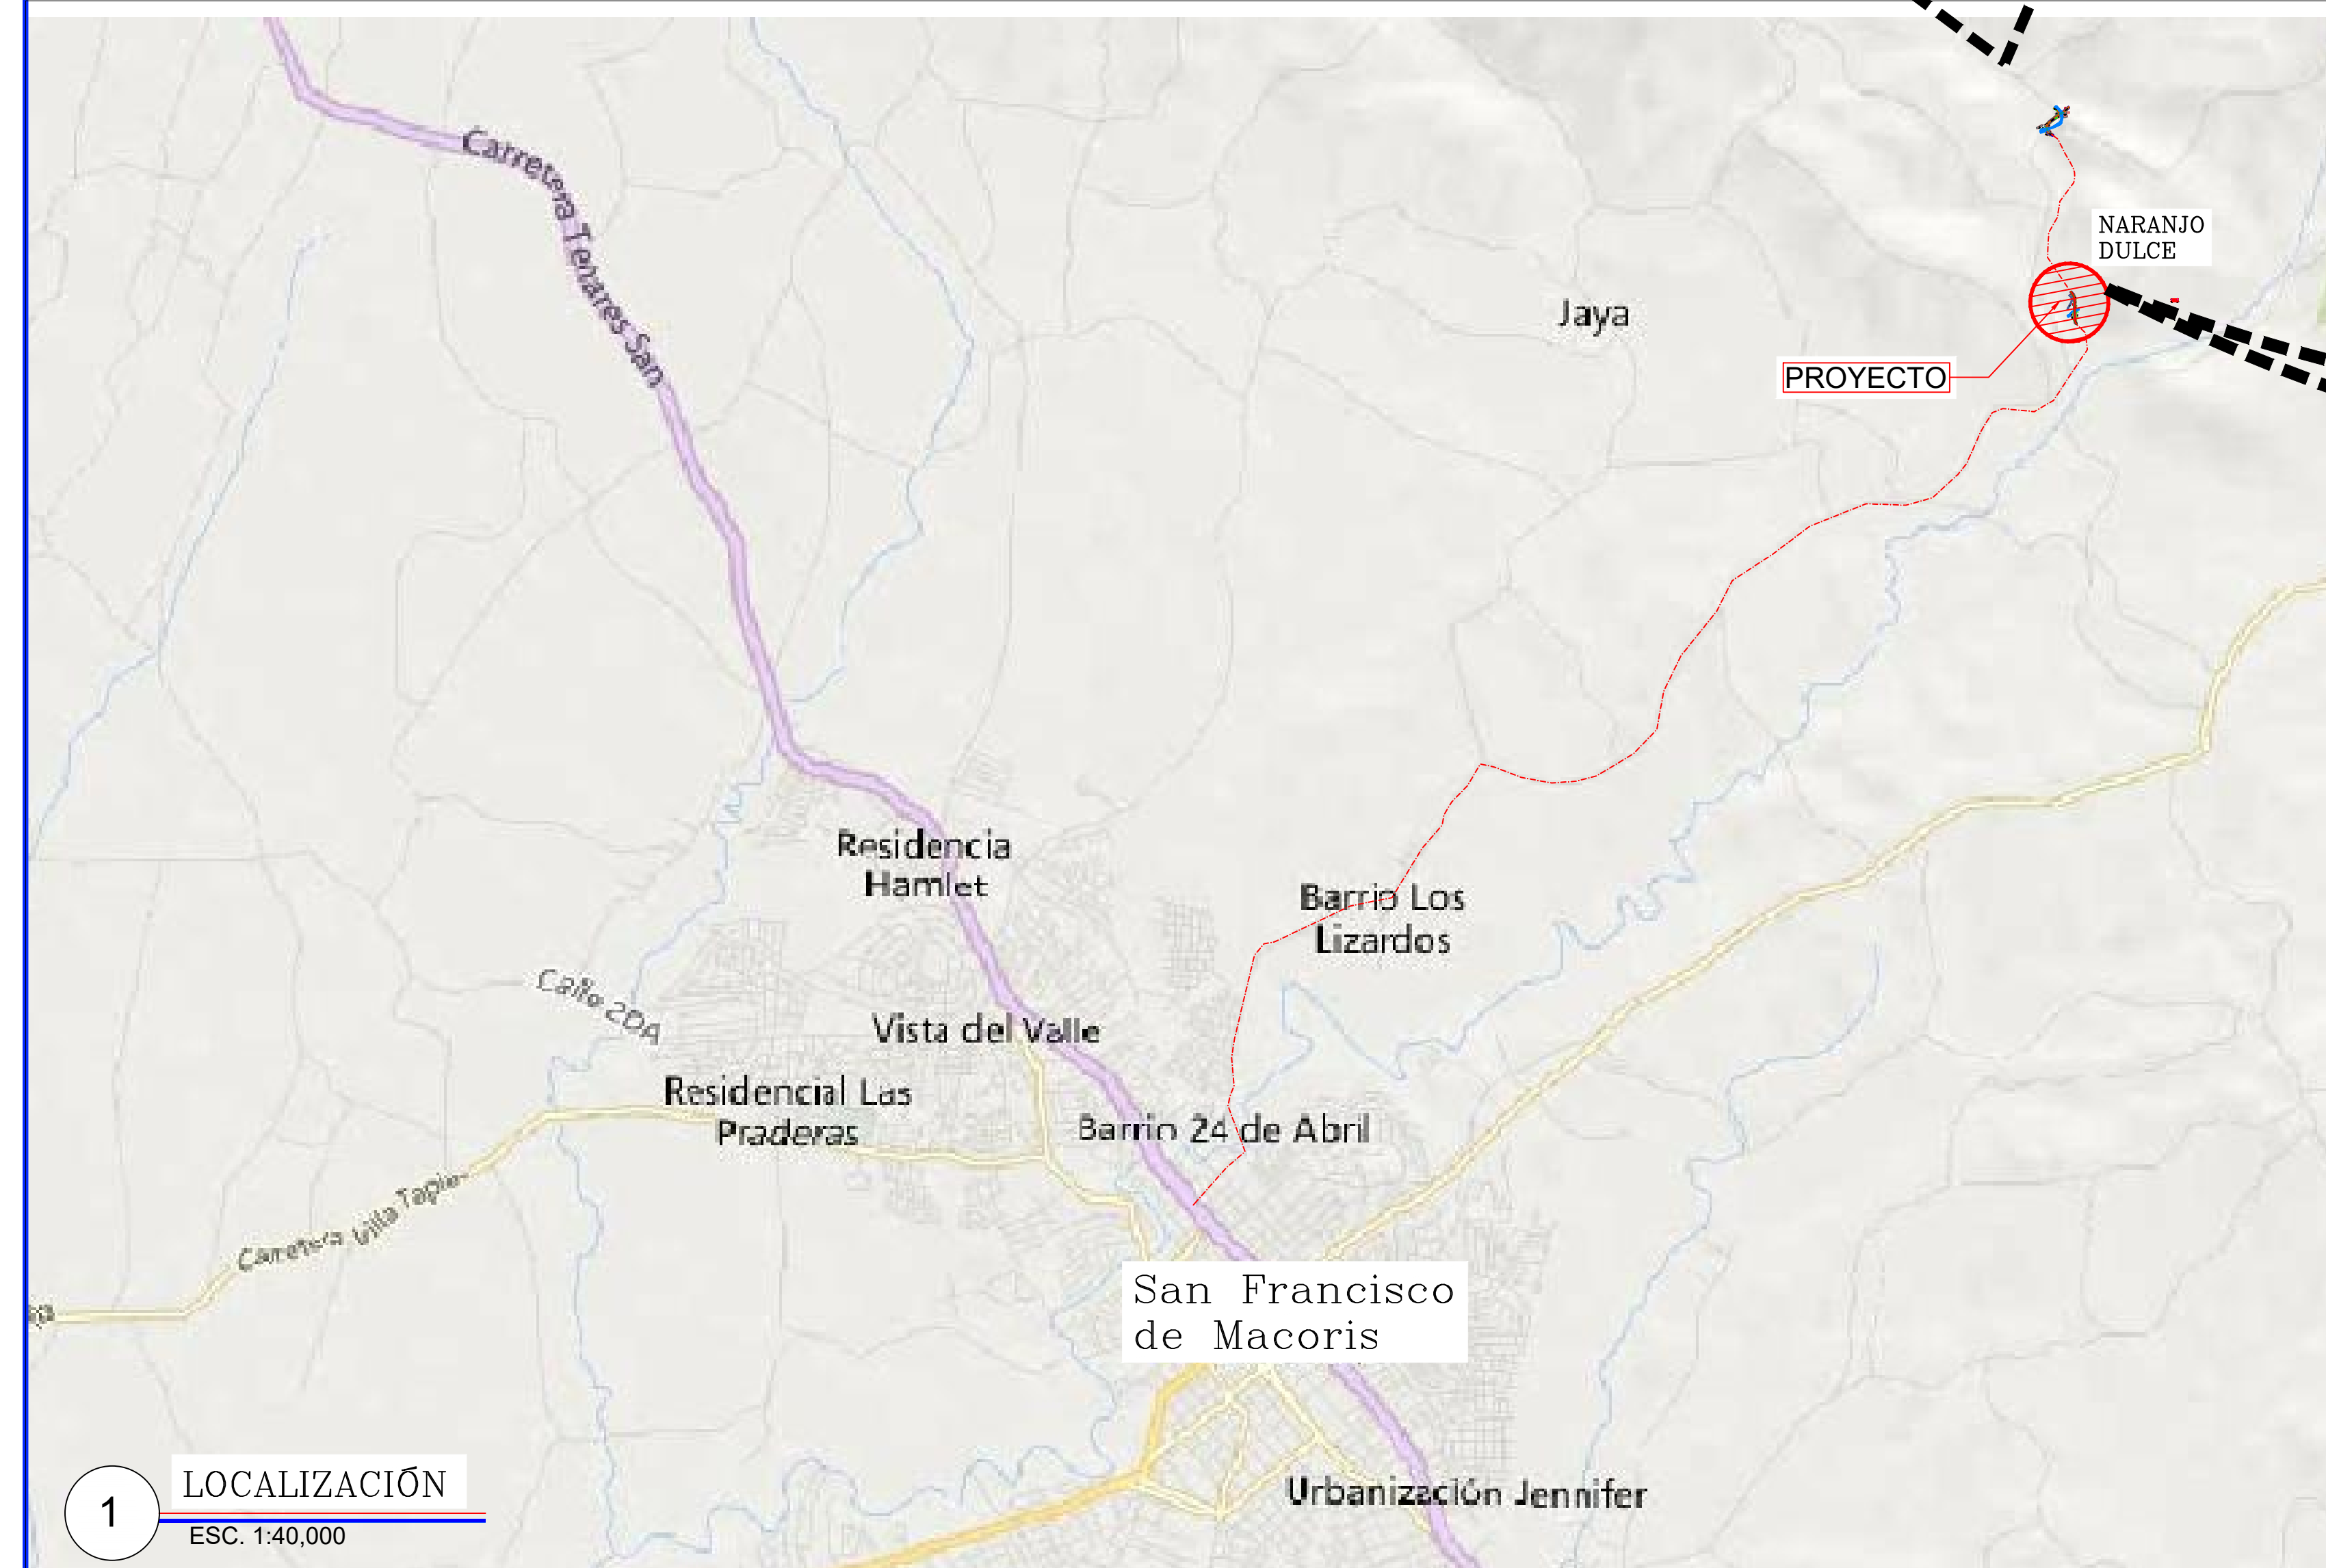 Carretera Tenares San
NARANJO
DULCE
Jaya
PROYECTO
Residencia
Hamlet
Barrio Los
Lizardos
Calle 2DA
Vista del Valle
Residencial Las
Praderas
Barrio 24 de Abril
Carretera Villa Tapia
San Francisco
de Macoris
Urbanización Jennifer
1
LOCALIZACIÓN
ESC. 1:40,000